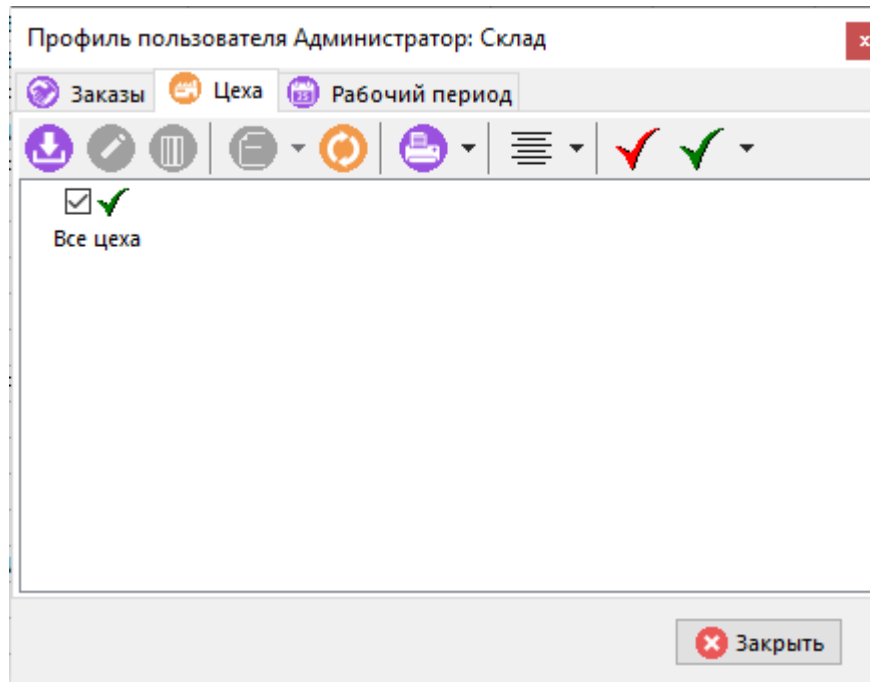 Профиль пользователя Администратор: Склад
Заказы Цеха Рабочий период
Все цеха
Закрыть